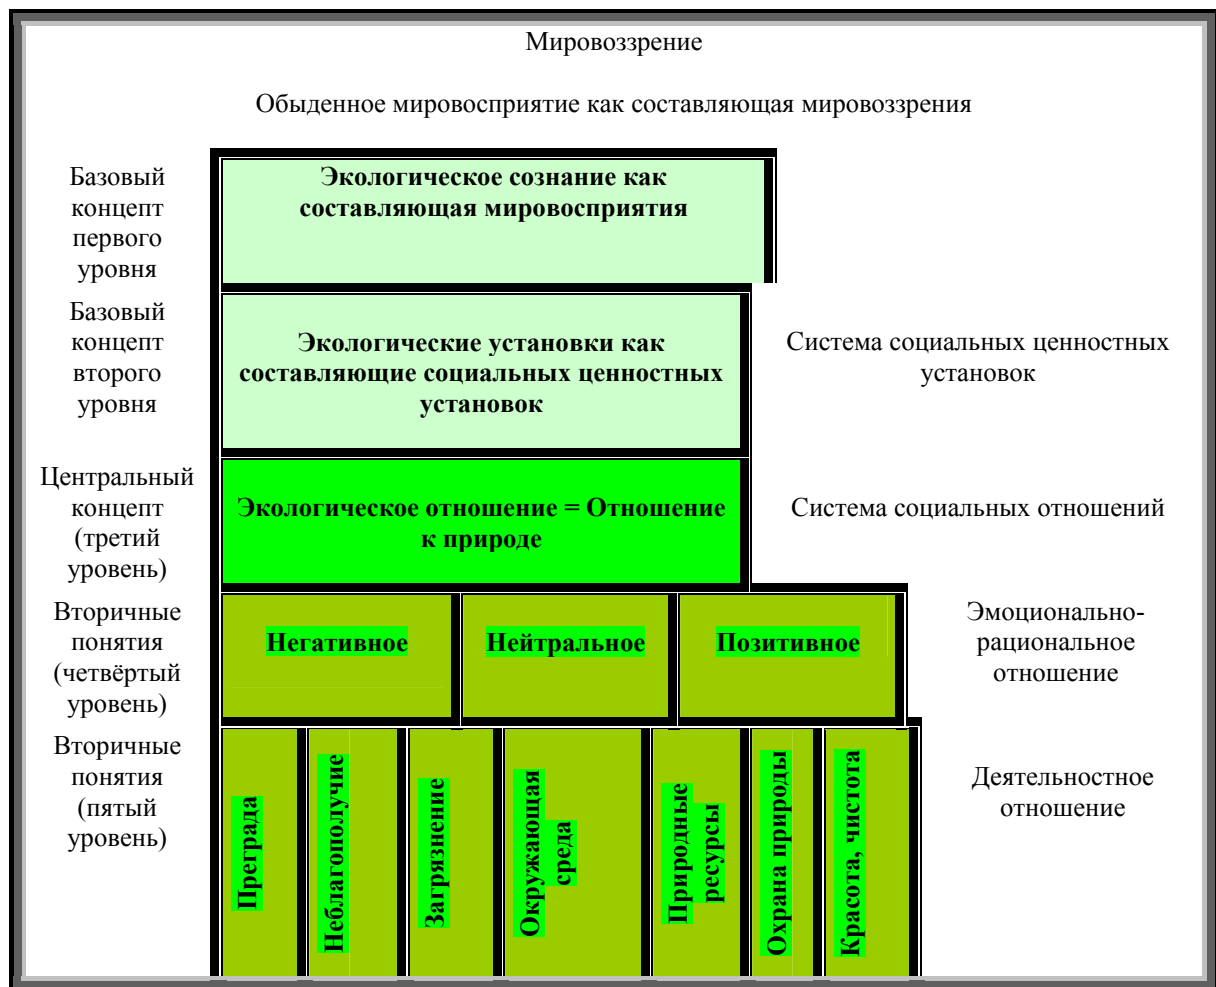 Мировоззрение
Обыденное мировосприятие как составляющая мировоззрения
Базовый
концепт
первого
уровня
Экологическое сознание как
составляющая мировосприятия
Базовый
концепт
второго
уровня
Экологические установки как
составляющие социальных ценностных
установок
Система социальных ценностных
установок
Центральный
концепт
(третий
уровень)
Экологическое отношение = Отношение
к природе
Система социальных отношений
Вторичные
понятия
(четвёртый
уровень)
Негативное
Нейтральное
Позитивное
Эмоционально-
рациональное
отношение
Вторичные
понятия
(пятый
уровень)
Преграда
Неблагополучие
Загрязнение
Окружающая
среда
Природные
ресурсы
Охрана природы
Красота, чистота
Деятельностное
отношение